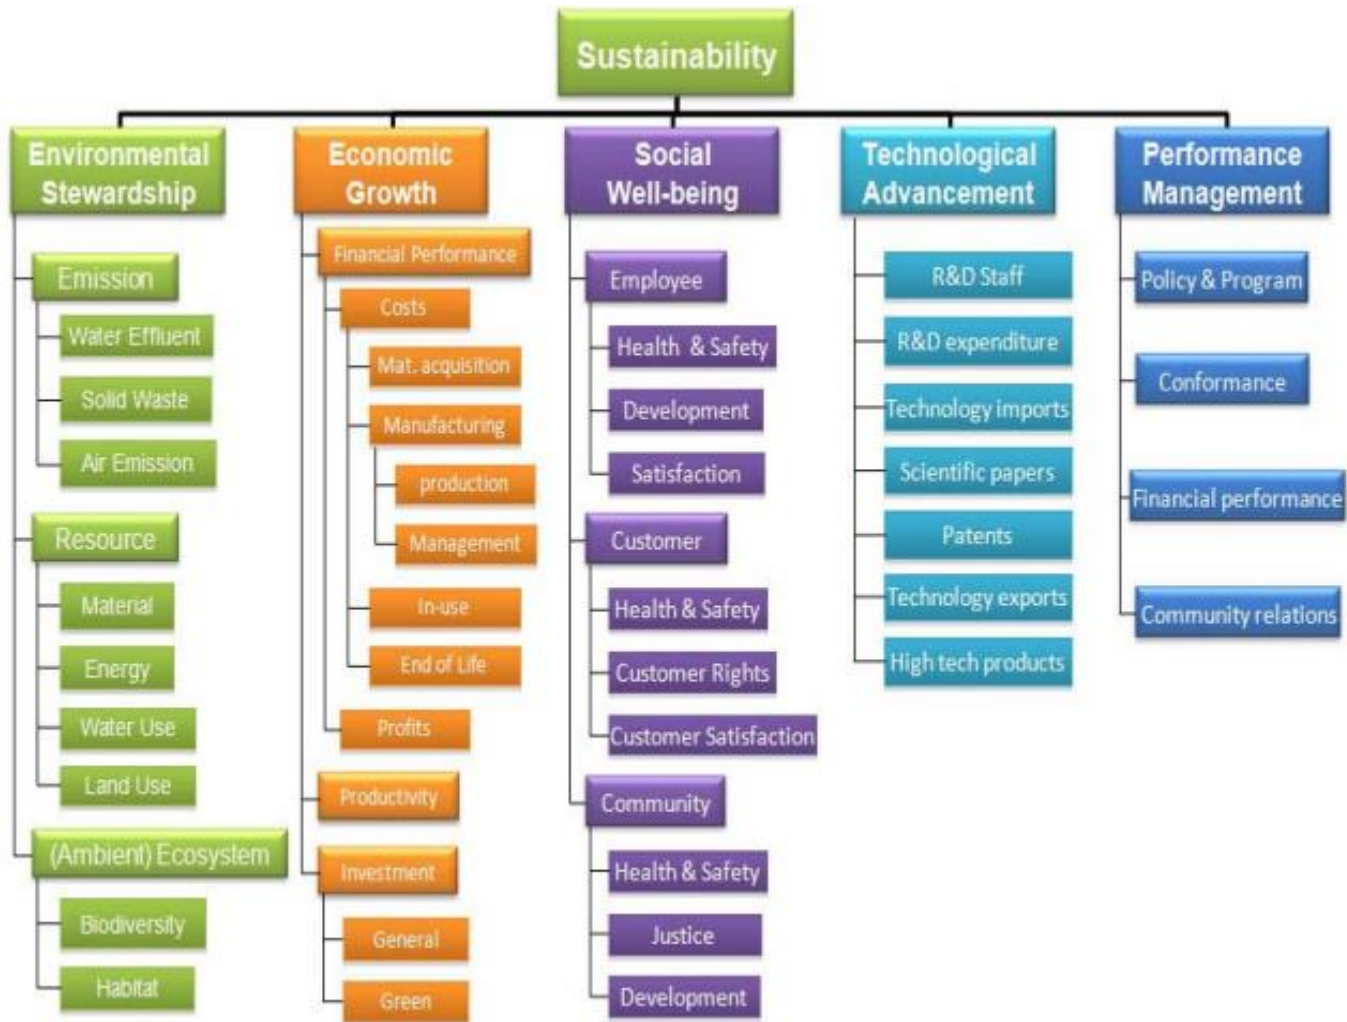 Sustainability
Environmental
Stewardship
Emission
Water Effluent
Solid Waste
Air Emission
Resource
Material
Energy
Water Use
Land Use
(Ambient) Ecosystem
Biodiversity
Habitat
Economic
Growth
Financial Performance
Costs
Mat. acquisition
Manufacturing
production
Management
In-use
End of Life
Profits
Productivity
Investment
General
Green
Social
Well-being
Employee
Health & Safety
Development
Satisfaction
Customer
Health & Safety
Customer Rights
Customer Satisfaction
Community
Health & Safety
Justice
Development
Technological
Advancement
R&D Staff
R&D expenditure
Technology imports
Scientific papers
Patents
Technology exports
High tech products
Performance
Management
Policy & Program
Conformance
Financial performance
Community relations